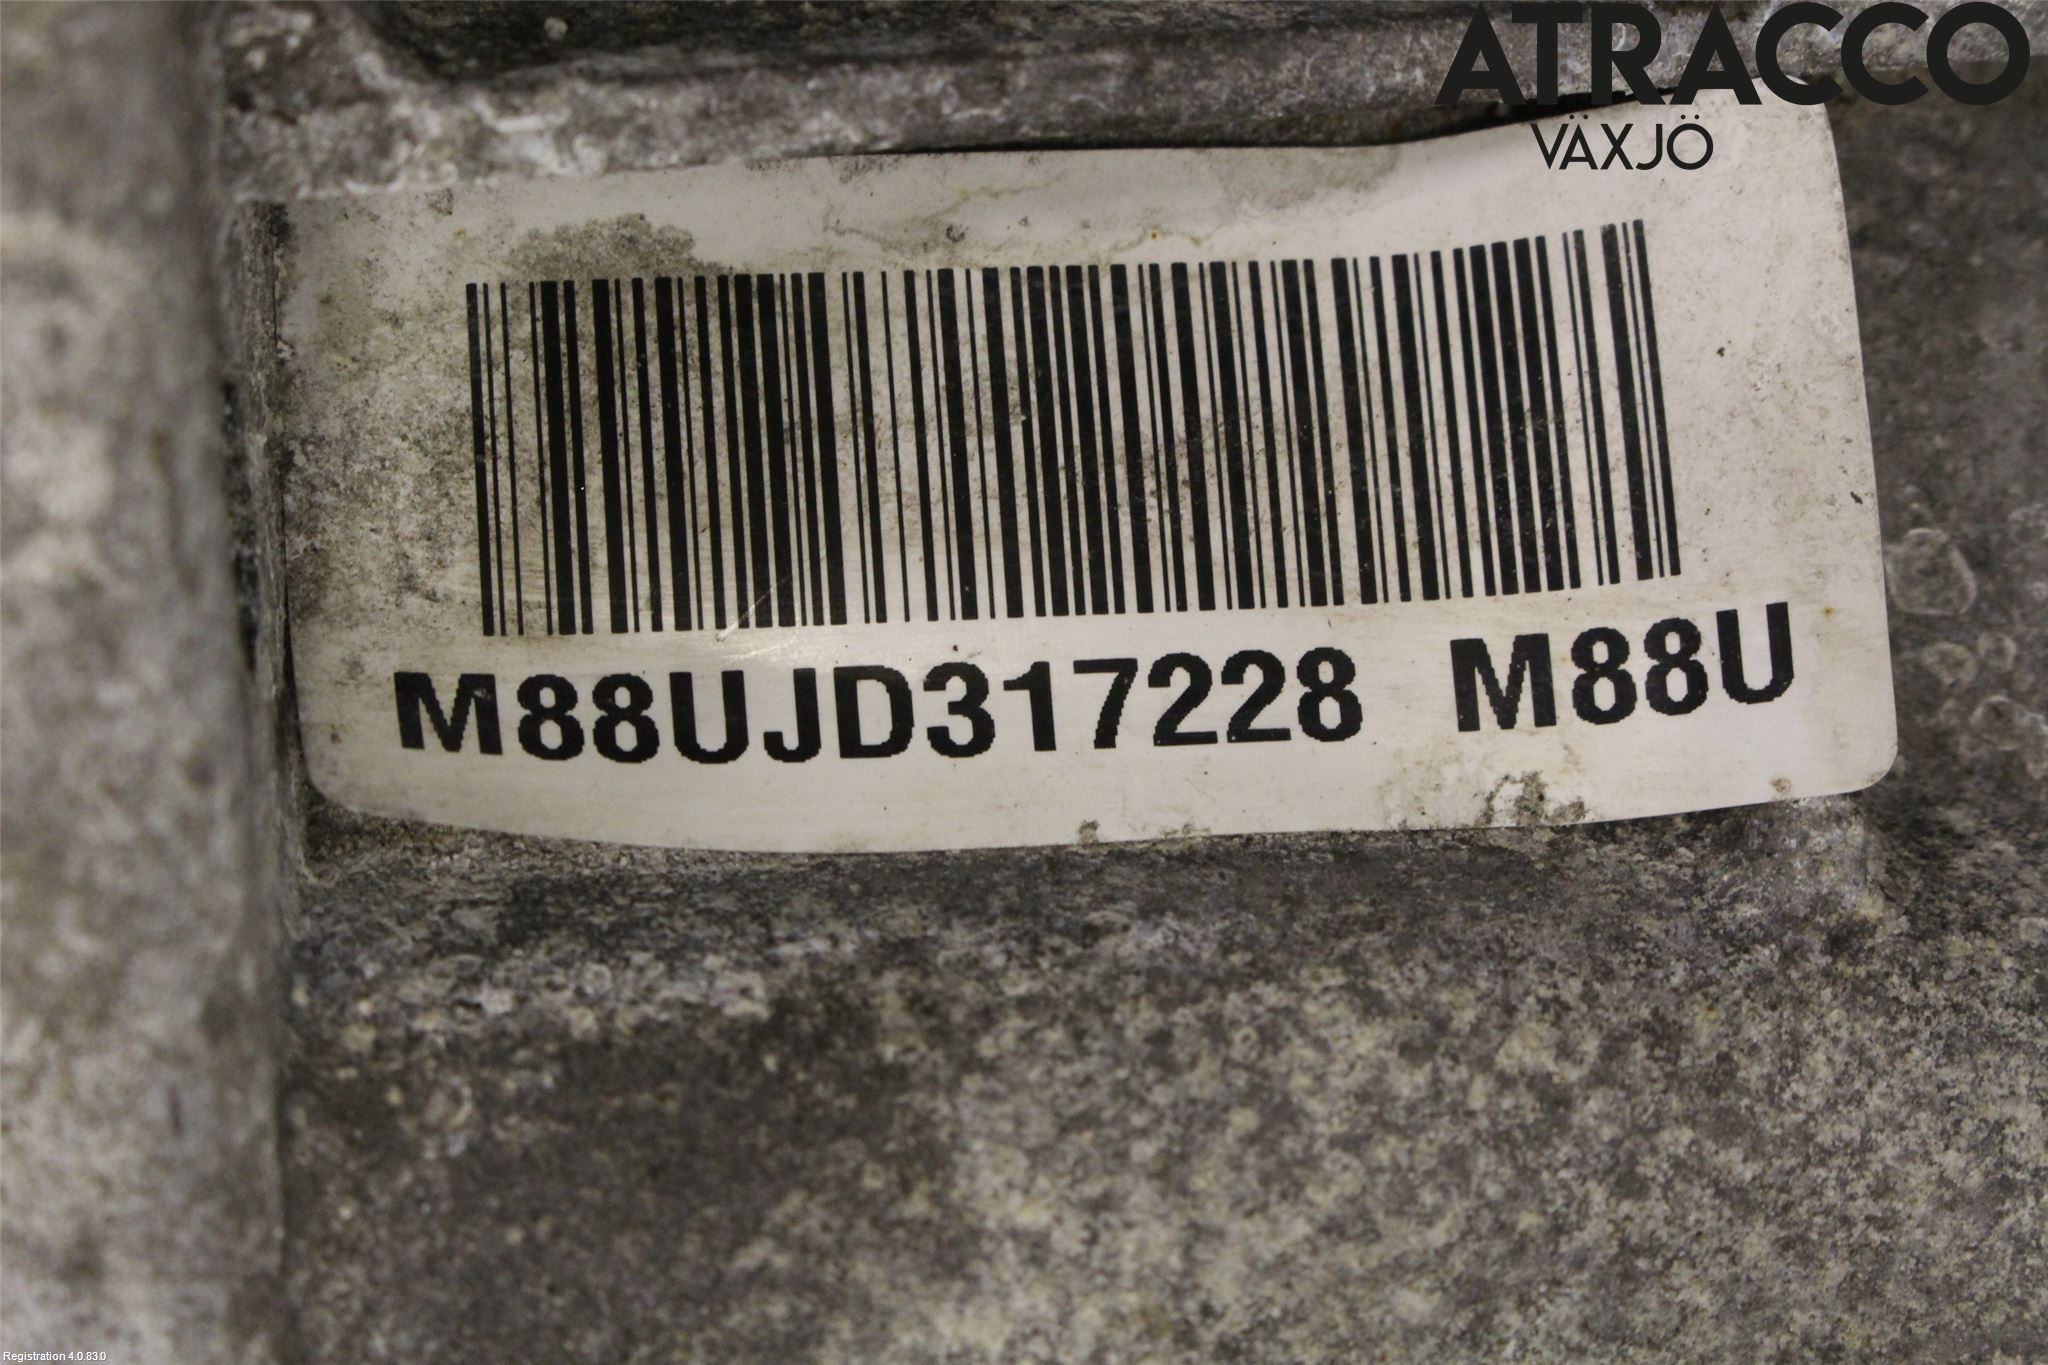 ATRACCO
VÄXJÖ
M88UJD317228 M88U
Registration 4.0.83.0